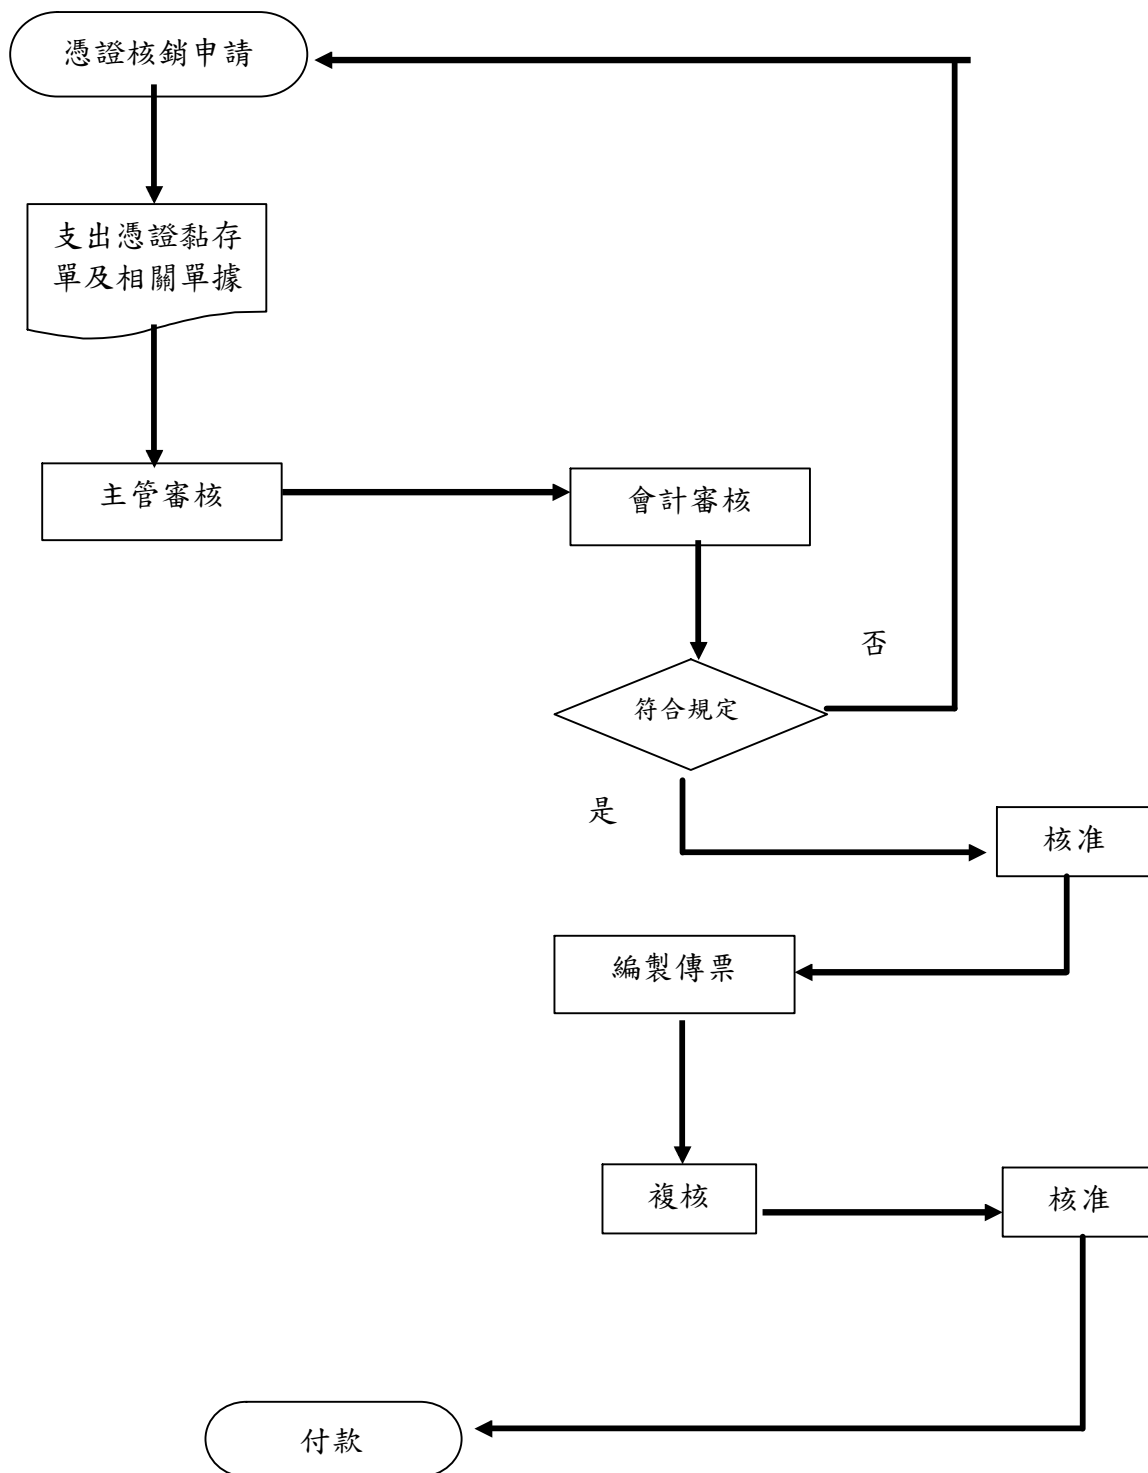 憑證核銷申請
支出憑證黏存
單及相關單據
主管審核
會計審核
否
符合規定
是
核准
編製傳票
複核
核准
付款